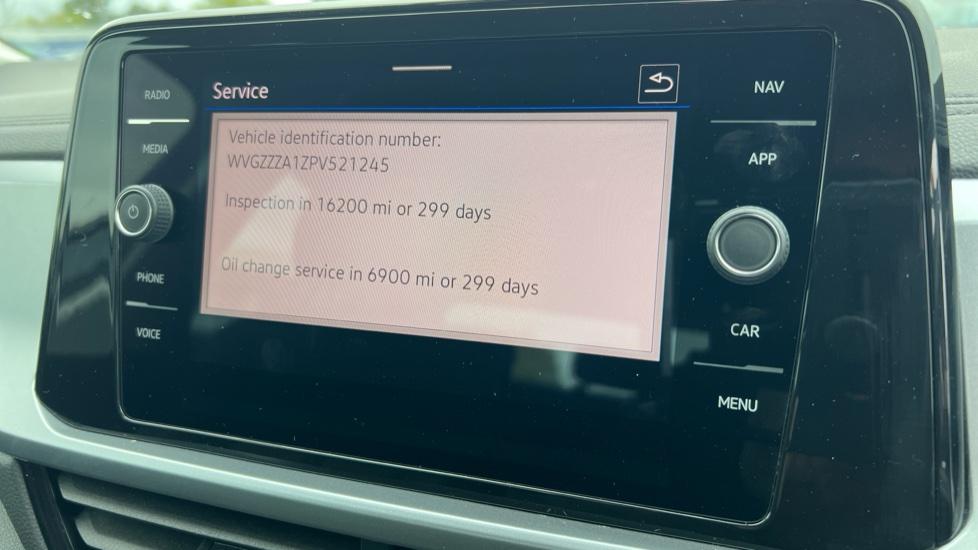 RADIO
MEDIA
PHONE
VOICE
Service
Vehicle identification number:
WVGZZZA1ZPV521245
Inspection in 16200 mi or 299 days
Oil change service in 6900 mi or 299 days
NAV
APP
CAR
MENU